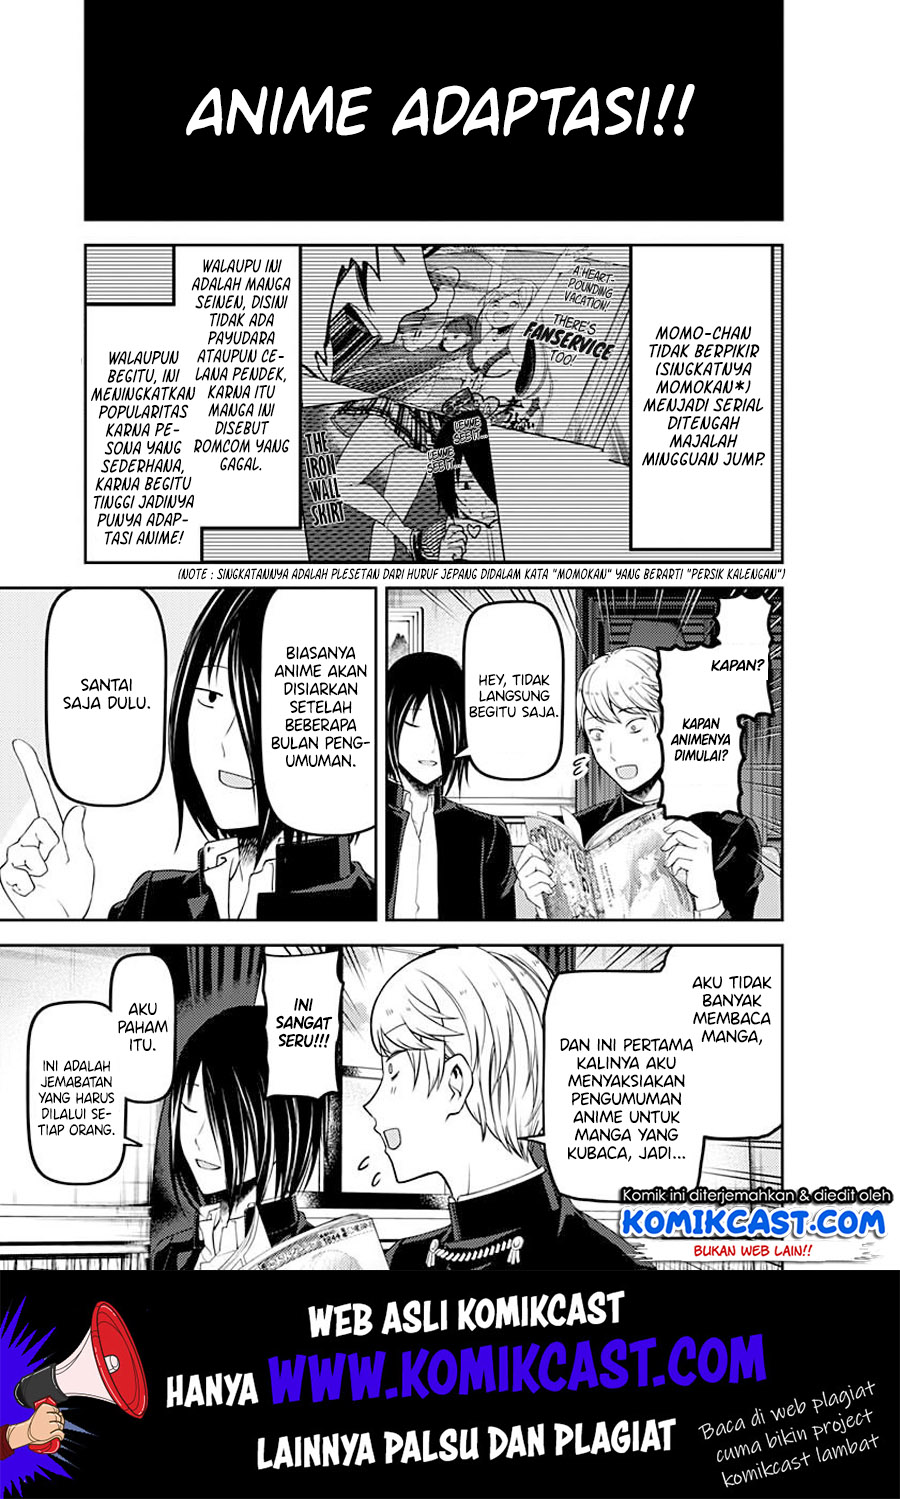 ANIME ADAPTASI!!
MOMO-CHAN
TIDAK BERPIKIR
(SINGKATNYA
MOMOKAN*)
MENJADI SERIAL
DITENGAH
MAJALAH
MINGGUAN JUMP.
A HEART-
POUNDING
VACATION!
THERE'S
FANSERVICE
TOO!
LEMME
SEE IT...
LEMME
SEE IT...
THE
IRON
WALL
SKIRT
WALAUPU INI
ADALAH MANGA
SEINEN, DISINI
TIDAK ADA
PAYUDARA
ATAUPUN CE-
LANA PENDEK,
KARNA ITU
MANGA INI
DISEBUT
ROMCOM YANG
GAGAL.
WALAUPUN
BEGITU, INI
MENINGKATKAN
POPULARITAS
KARNA PE-
SONA YANG
SEDERHANA,
KARNA BEGITU
TINGGI JADINYA
PUNYA ADAP-
TASI ANIME!
(NOTE : SINGKATANNYA ADALAH PLESETAN DARI HURUF JEPANG DIDALAM KATA "MOMOKAN" YANG BERARTI "PERSIK KALENGAN")
KAPAN?
KAPAN
ANIMENYA
DIMULAI?
HEY, TIDAK
LANGSUNG
BEGITU SAJA.
BIASANYA
ANIME AKAN
DISIARKAN
SETELAH
BEBERAPA
BULAN PENG-
UMUMAN.
SANTAI
SAJA DULU.
AKU TIDAK
BANYAK
MEMBACA
MANGA,
DAN INI PERTAMA
KALINYA AKU
MENYAKSIAKAN
PENGUMUMAN
ANIME UNTUK
MANGA YANG
KUBACA, JADI...
INI
SANGAT
SERU!!!
AKU
PAHAM
ITU.
INI ADALAH
JEMABATAN
YANG HARUS
DILALUI SE-
TIAP ORANG.
Komik ini diterjemahkan & diedit oleh
KOMIKCAST.COM
BUKAN WEB LAIN!!
WEB ASLI KOMIKCAST
HANYA WWW.KOMIKCAST.COM
LAINNYA PALSU DAN PLAGIAT
Baca di web plagiat
cuma bikin project
komikcast lambat